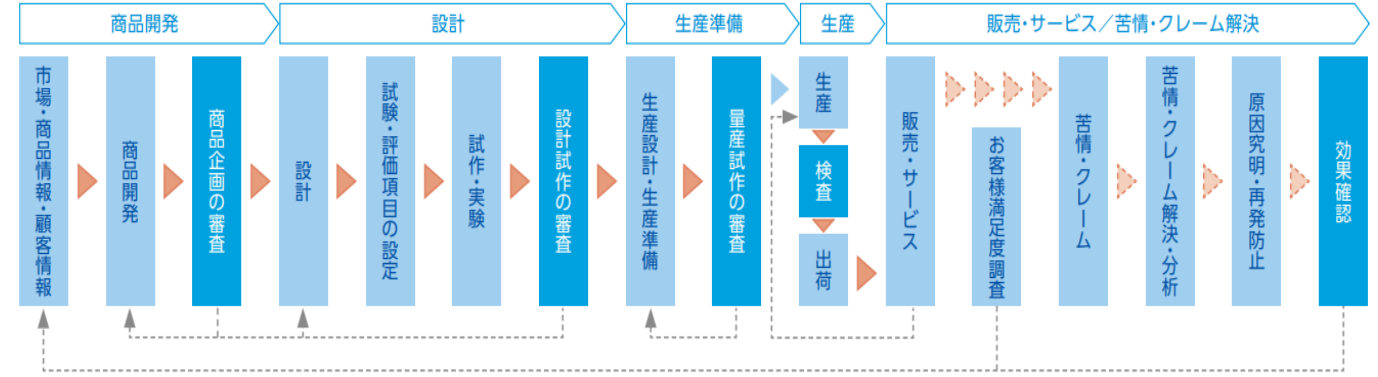 商品開発
設計
生産準備
生産
販売・サービス／苦情・クレーム解決
市場・商品情報・顧客情報
商品開発
商品企画の審査
設計
試験・評価項目の設定
試作・実験
設計試作の審査
生産設計・生産準備
量産試作の審査
生産
検査
出荷
販売・サービス
お客様満足度調査
苦情・クレーム
苦情・クレーム解決・分析
原因究明・再発防止
効果確認